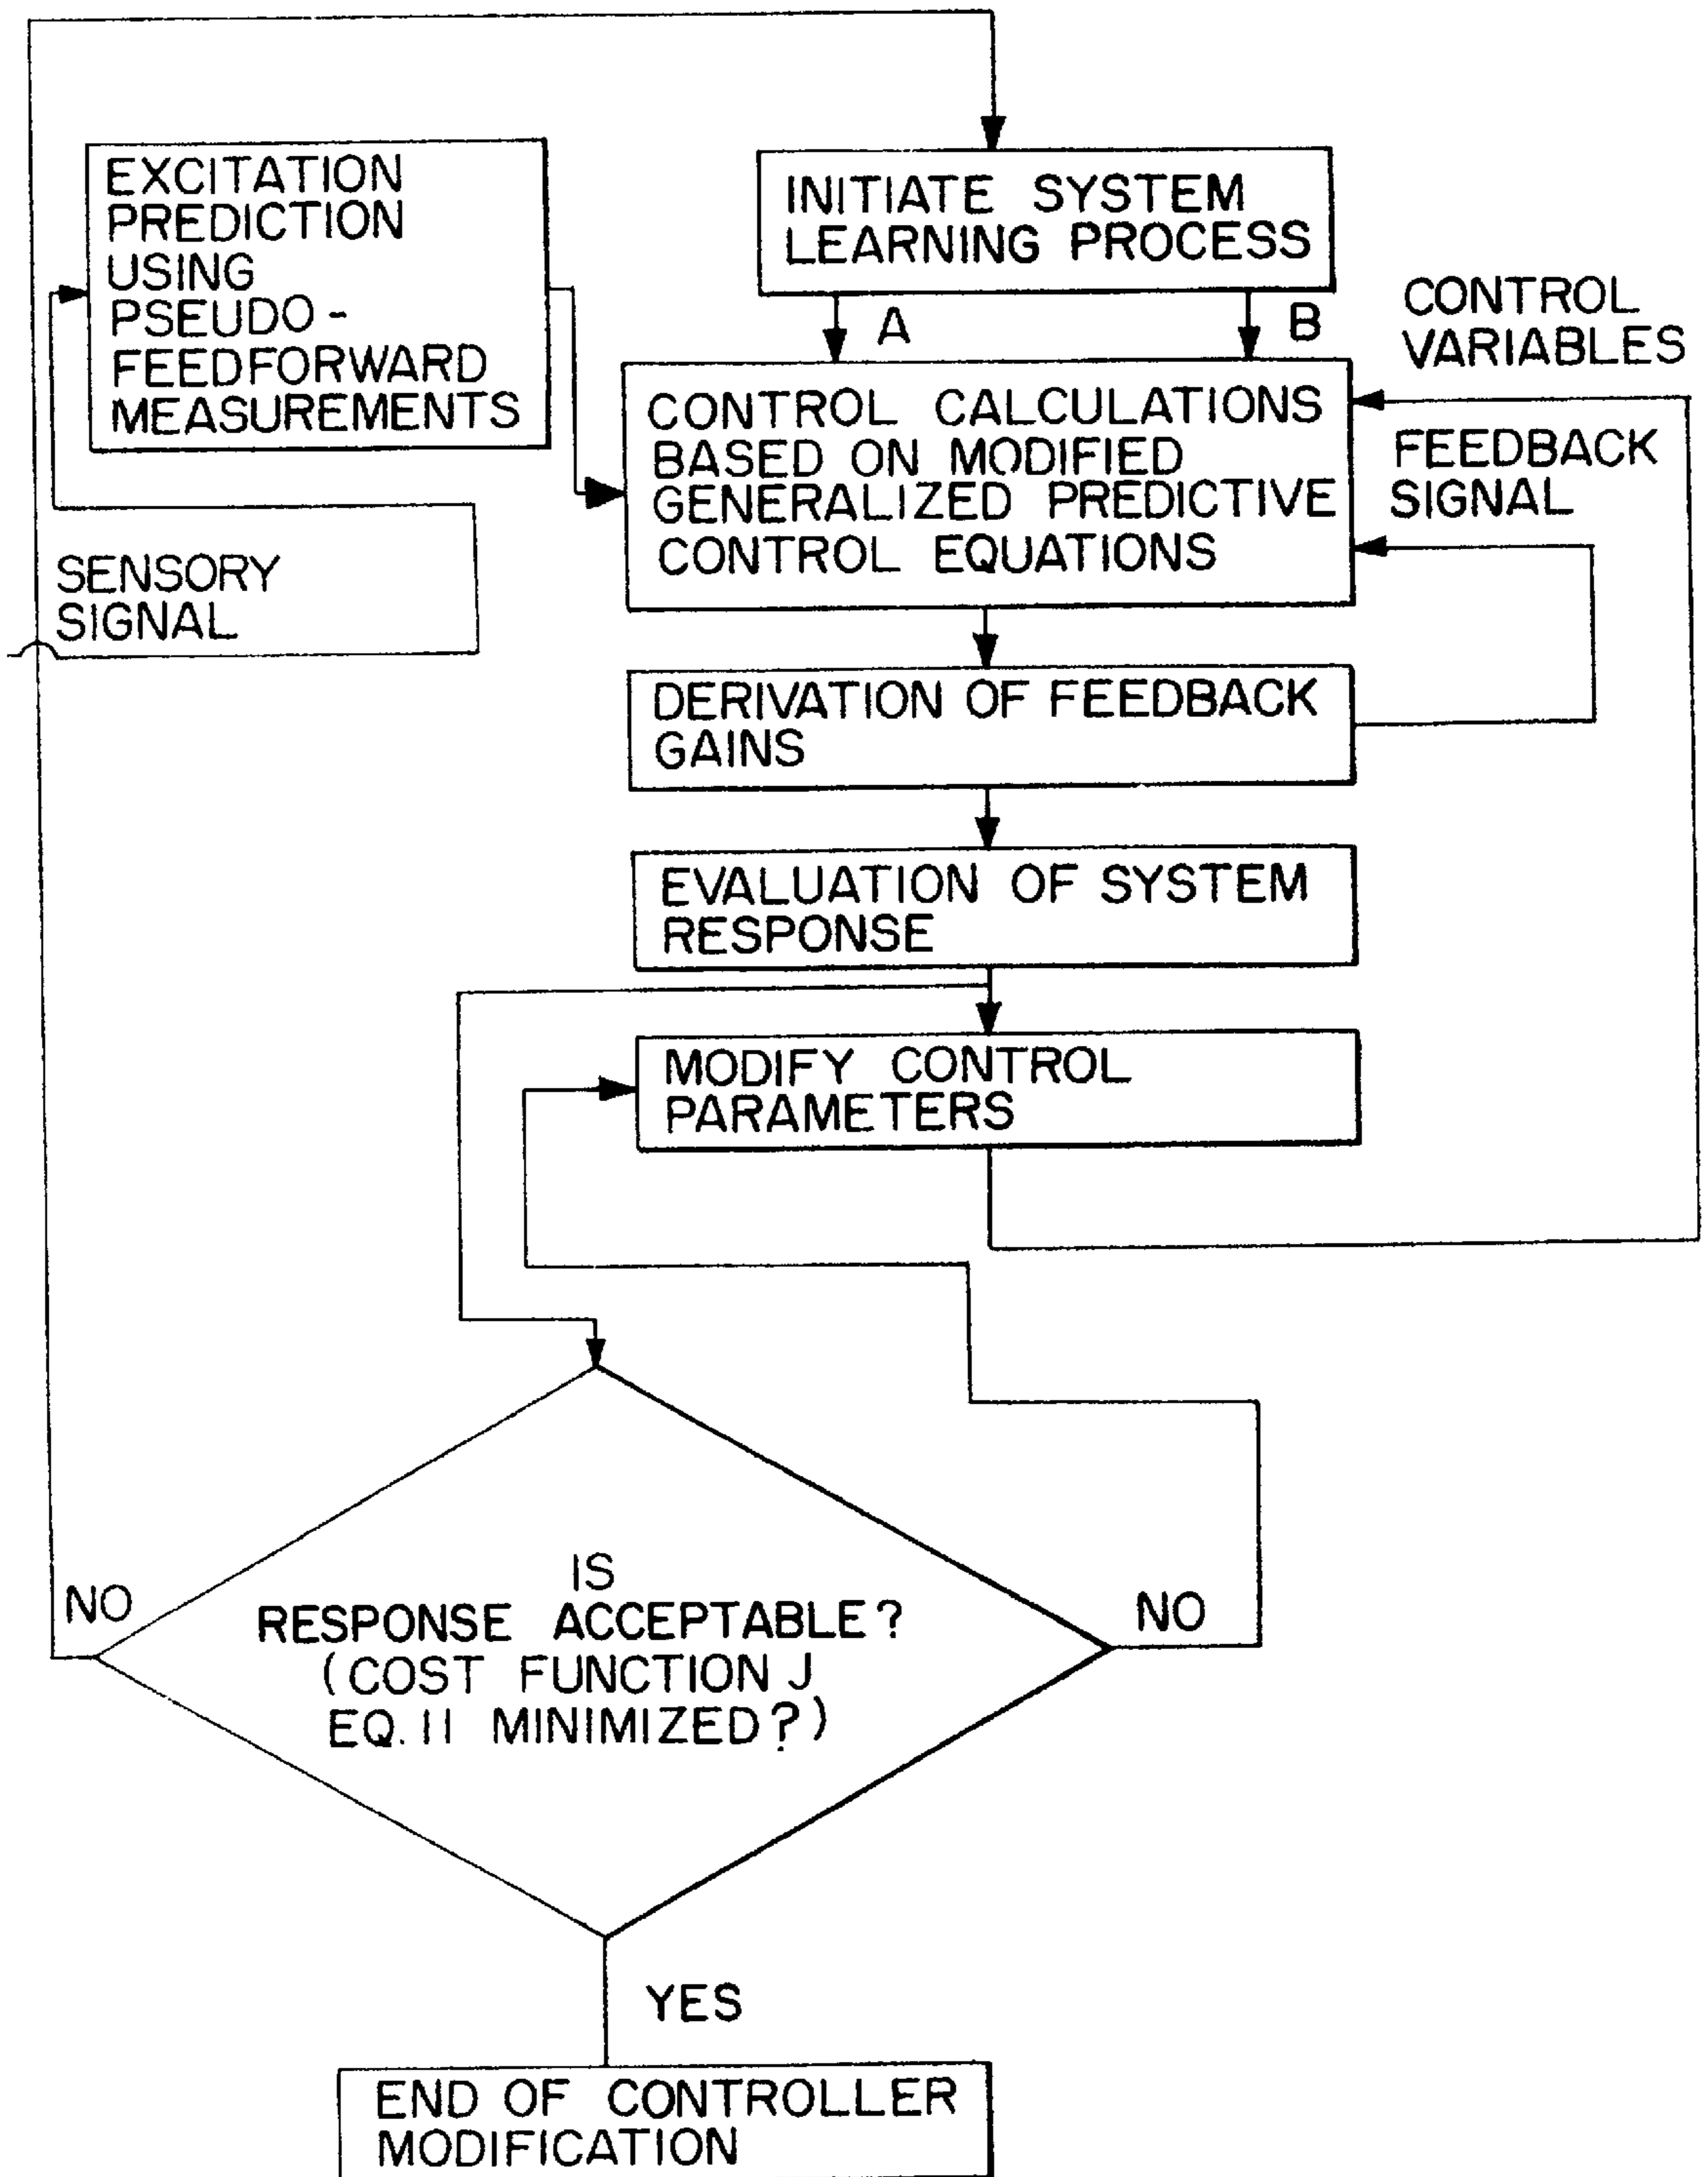 EXCITATION
PREDICTION
USING
PSEUDO-
FEEDFORWARD
MEASUREMENTS
INITIATE SYSTEM
LEARNING PROCESS
A
B
CONTROL
VARIABLES
CONTROL CALCULATIONS
BASED ON MODIFIED
GENERALIZED PREDICTIVE
CONTROL EQUATIONS
FEEDBACK
SIGNAL
SENSORY
SIGNAL
DERIVATION OF FEEDBACK
GAINS
EVALUATION OF SYSTEM
RESPONSE
MODIFY CONTROL
PARAMETERS
NO
IS
RESPONSE ACCEPTABLE?
(COST FUNCTION J
EQ. 11 MINIMIZED?)
NO
YES
END OF CONTROLLER
MODIFICATION